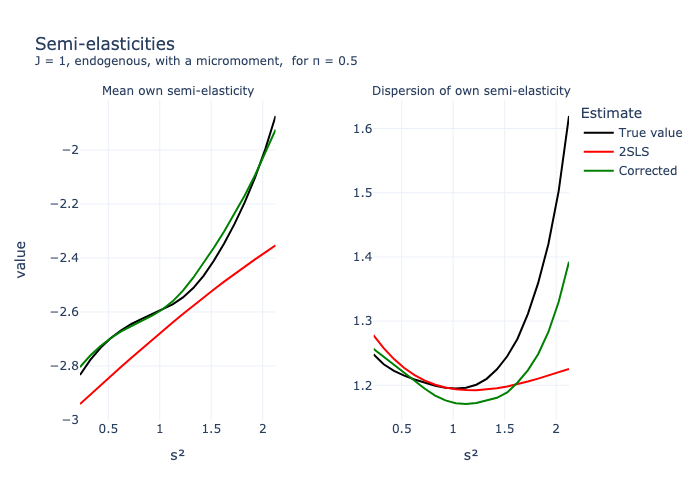 Semi-elasticities
J = 1, endogenous, with a micromoment,  for π = 0.5
Mean own semi-elasticity
Dispersion of own semi-elasticity
Estimate
True value
2SLS
Corrected
value
−2
−2.2
−2.4
−2.6
−2.8
−3
0.5
1
1.5
2
s²
1.6
1.5
1.4
1.3
1.2
0.5
1
1.5
2
s²